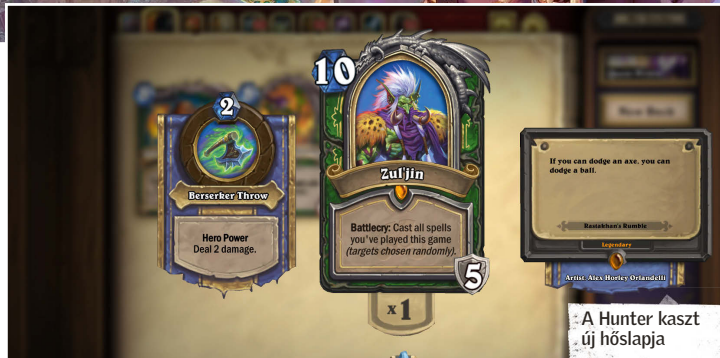 2
Berserker Throw
Hero Power
Deal 2 damage.
10
Zul'jin
Battlecry: Cast all spells
you've played this game
(targets chosen randomly).
5
x1
If you can dodge an axe, you can
dodge a ball.
Rastakhan's Rumble
Legendary
Artist: Alex Horley Orlandelli
A Hunter kaszt
új hőslapja